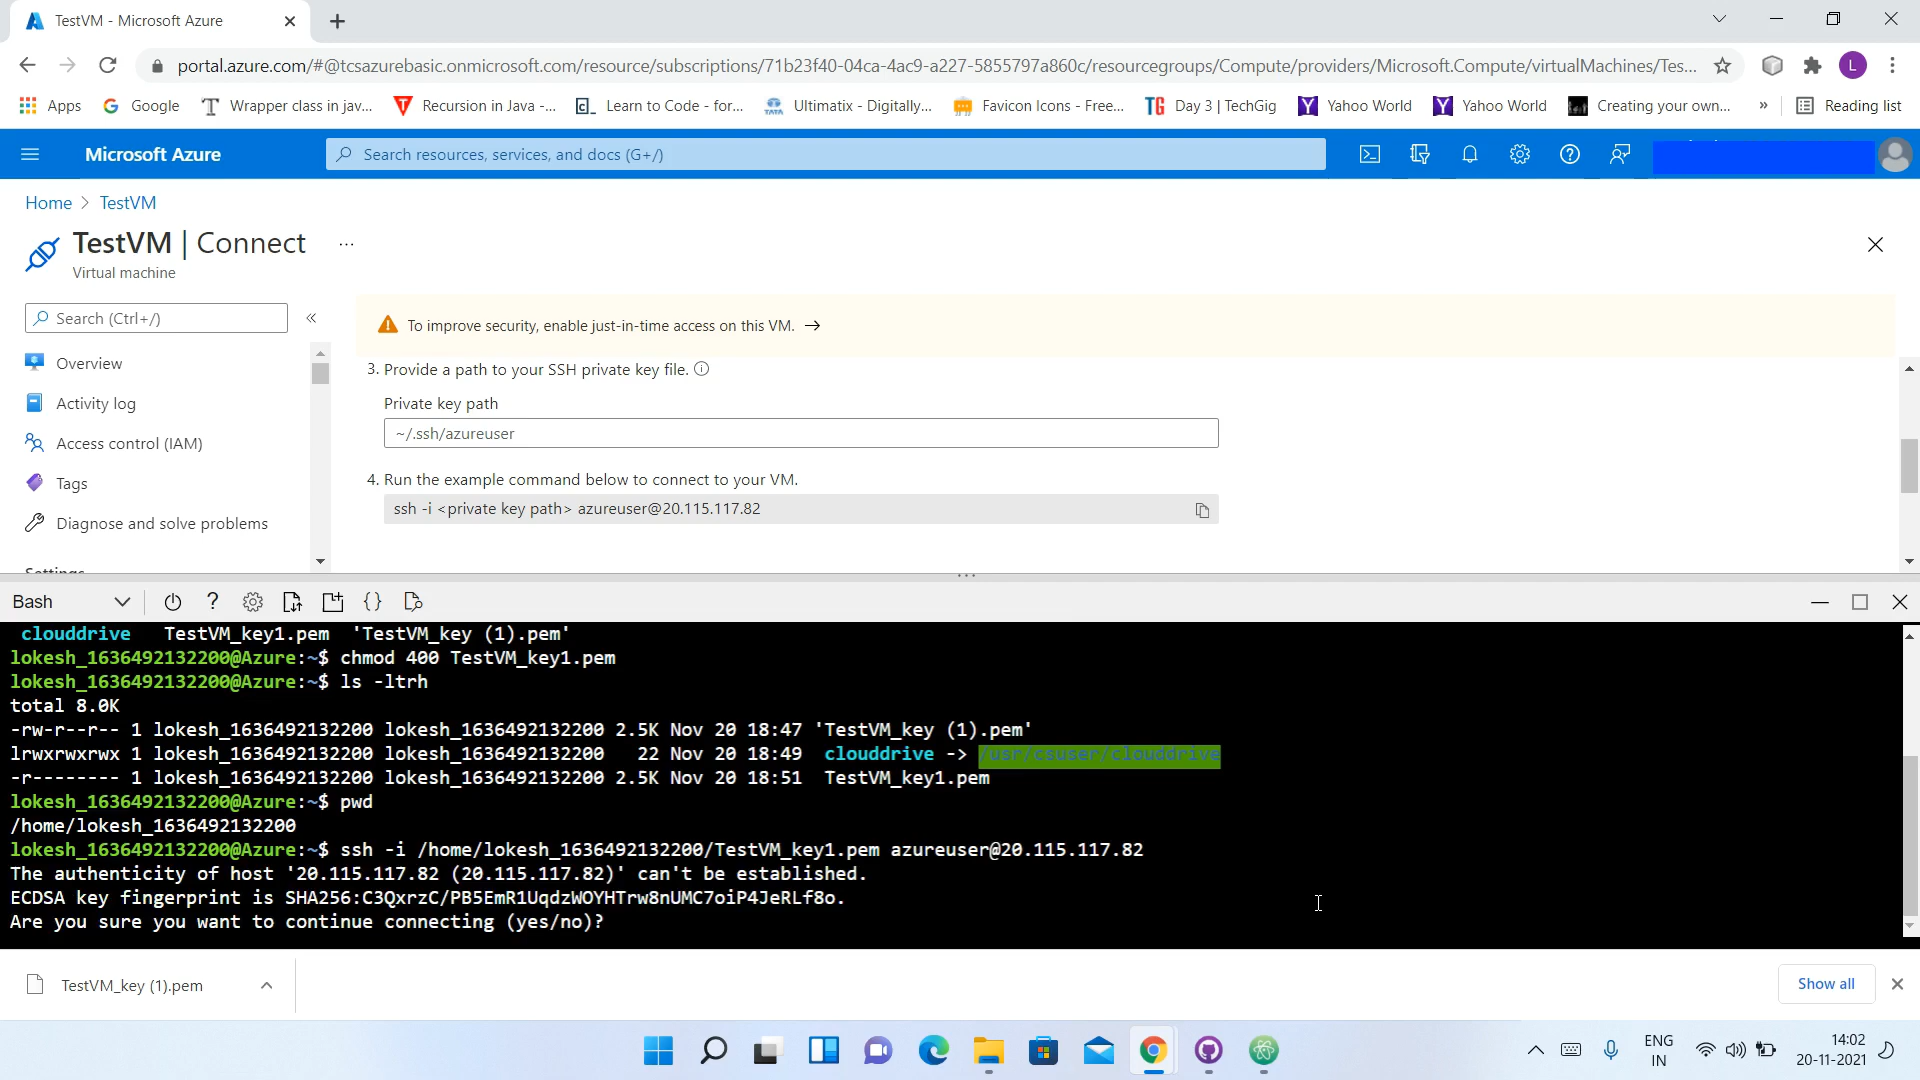 TestVM - Microsoft Azure
portal.azure.com/#@tcsazurebasic.onmicrosoft.com/resource/subscriptions/71b23f40-04ca-4ac9-a227-5855797a860c/resourcegroups/Compute/providers/Microsoft.Compute/virtualMachines/Tes...
L
Apps
Google
Wrapper class in jav...
Recursion in Java -...
Learn to Code - for...
Ultimatix - Digitally...
Favicon Icons - Free...
Day 3 | TechGig
Yahoo World
Yahoo World
Creating your own...
»
Reading list
Microsoft Azure
Search resources, services, and docs (G+/)
Home > TestVM
TestVM | Connect ...
Virtual machine
Search (Ctrl+/)
«
To improve security, enable just-in-time access on this VM. →
Overview
Activity log
Access control (IAM)
Tags
Diagnose and solve problems
Settings
3. Provide a path to your SSH private key file.
Private key path
~/.ssh/azureuser
4. Run the example command below to connect to your VM.
ssh -i <private key path> azureuser@20.115.117.82
Bash
clouddrive TestVM_key1.pem 'TestVM_key (1).pem'
lokesh_1636492132200@Azure:~$ chmod 400 TestVM_key1.pem
lokesh_1636492132200@Azure:~$ ls -ltrh
total 8.0K
-rw-r--r-- 1 lokesh_1636492132200 lokesh_1636492132200 2.5K Nov 20 18:47 'TestVM_key (1).pem'
lrwxrwxrwx 1 lokesh_1636492132200 lokesh_1636492132200 22 Nov 20 18:49 clouddrive -> /usr/csuser/clouddrive
-r-------- 1 lokesh_1636492132200 lokesh_1636492132200 2.5K Nov 20 18:51 TestVM_key1.pem
lokesh_1636492132200@Azure:~$ pwd
/home/lokesh_1636492132200
lokesh_1636492132200@Azure:~$ ssh -i /home/lokesh_1636492132200/TestVM_key1.pem azureuser@20.115.117.82
The authenticity of host '20.115.117.82 (20.115.117.82)' can't be established.
ECDSA key fingerprint is SHA256:C3QxrzC/PB5EmR1UqdzWOYHTrw8nUMC7oiP4JeRLf8o.
Are you sure you want to continue connecting (yes/no)?
TestVM_key (1).pem
Show all
ENG
IN
14:02
20-11-2021